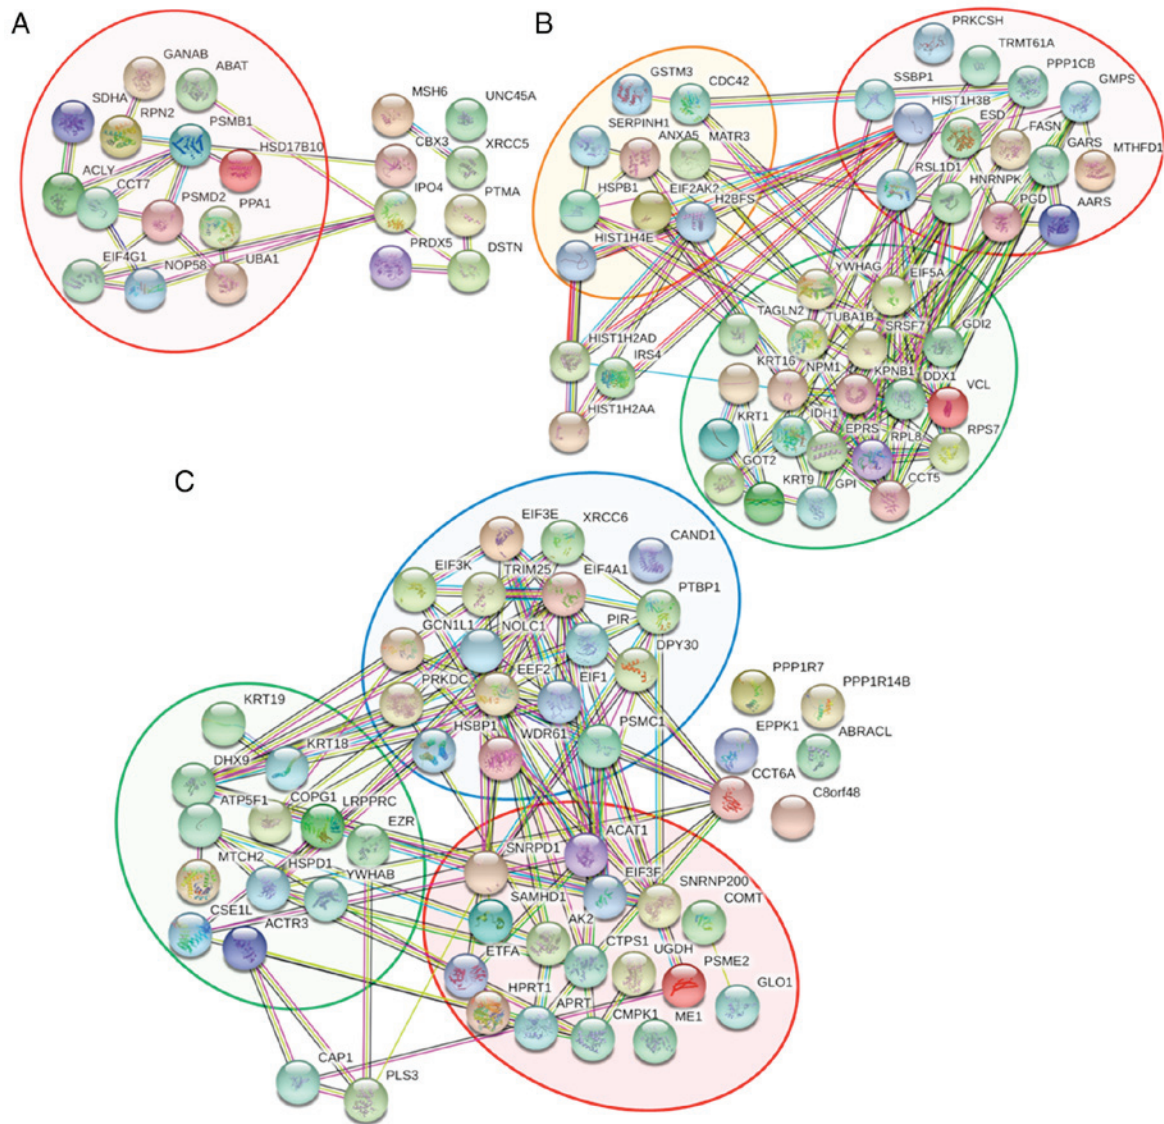 A
GANAB
ABAT
SDHA
RPN2
PSMB1
HSD17B10
ACLY
CCT7
PSMD2
PPA1
EIF4G1
NOP58
UBA1
MSH6
UNC45A
CBX3
XRCC5
IPO4
PTMA
PRDX5
DSTN
B
GSTM3
CDC42
SERPINH1
ANXA5
MATR3
HSPB1
EIF2AK2
H2BFS
HIST1H4E
HIST1H2AD
IRS4
HIST1H2AA
PRKCSH
TRMT61A
SSBP1
PPP1CB
GMPS
HIST1H3B
ESD
FASN
GARS
MTHFD1
RSL1D1
HNRNPK
PGD
AARS
YWHAG
EIF5A
TAGLN2
TUBA1B
SRSF7
GDI2
KRT16
NPM1
KPNB1
DDX1
VCL
KRT1
IDH1
EPRS
RPL8
RPS7
GOT2
KRT9
GPI
CCT5
C
EIF3E
XRCC6
CAND1
EIF3K
TRIM25
EIF4A1
PTBP1
GCN1L1
NOLC1
PIR
DPY30
PRKDC
EEF2
EIF1
HSBP1
WDR61
PSMC1
PPP1R7
PPP1R14B
EPPK1
ABRACL
CCT6A
C8orf48
KRT19
KRT18
DHX9
ATP5F1
COPG1
LRPPRC
EZR
MTCH2
HSPD1
YWHAB
CSE1L
ACTR3
SNRPD1
ACAT1
EIF3F
SNRNP200
SAMHD1
COMT
AK2
ETFA
CTPS1
UGDH
PSME2
HPRT1
APRT
CMPK1
ME1
GLO1
CAP1
PLS3